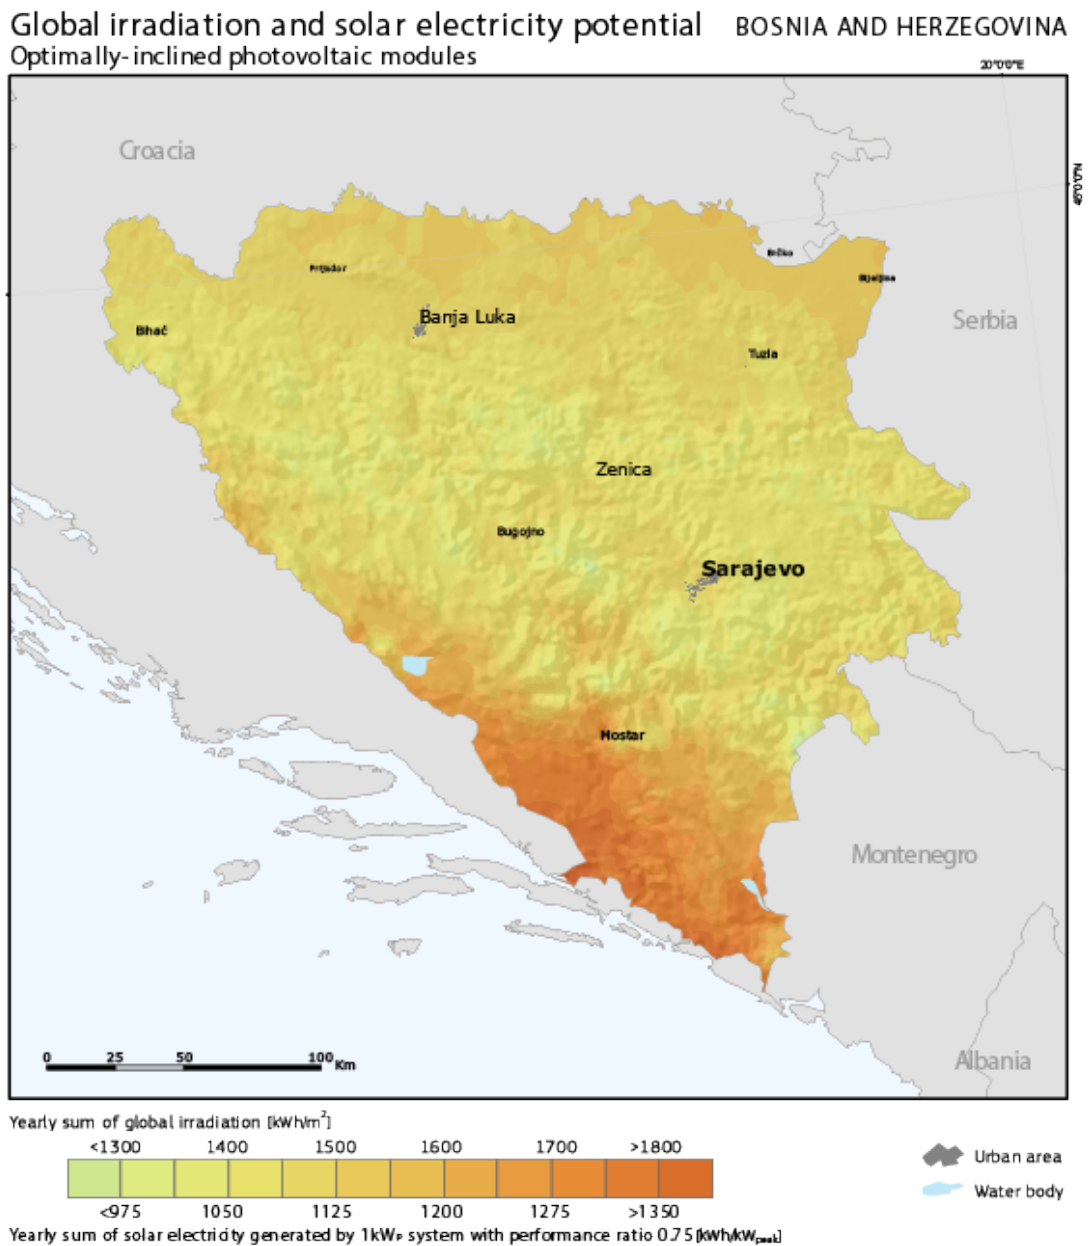 Global irradiation and solar electricity potential BOSNIA AND HERZEGOVINA
Optimally-inclined photovoltaic modules
20°0'0"E
Croacia
Brčko
Prijedor
Bijeljina
Banja Luka
Serbia
Bihać
Tuzla
Zenica
Bugojno
Sarajevo
Mostar
Montenegro
0 25 50 100 Km
Albania
Yearly sum of global irradiation [kWh/m²]
<1300 1400 1500 1600 1700 >1800
Urban area
Water body
<975 1050 1125 1200 1275 >1350
Yearly sum of solar electricity generated by 1kWP system with performance ratio 0.75 [kWh/kWpeak]